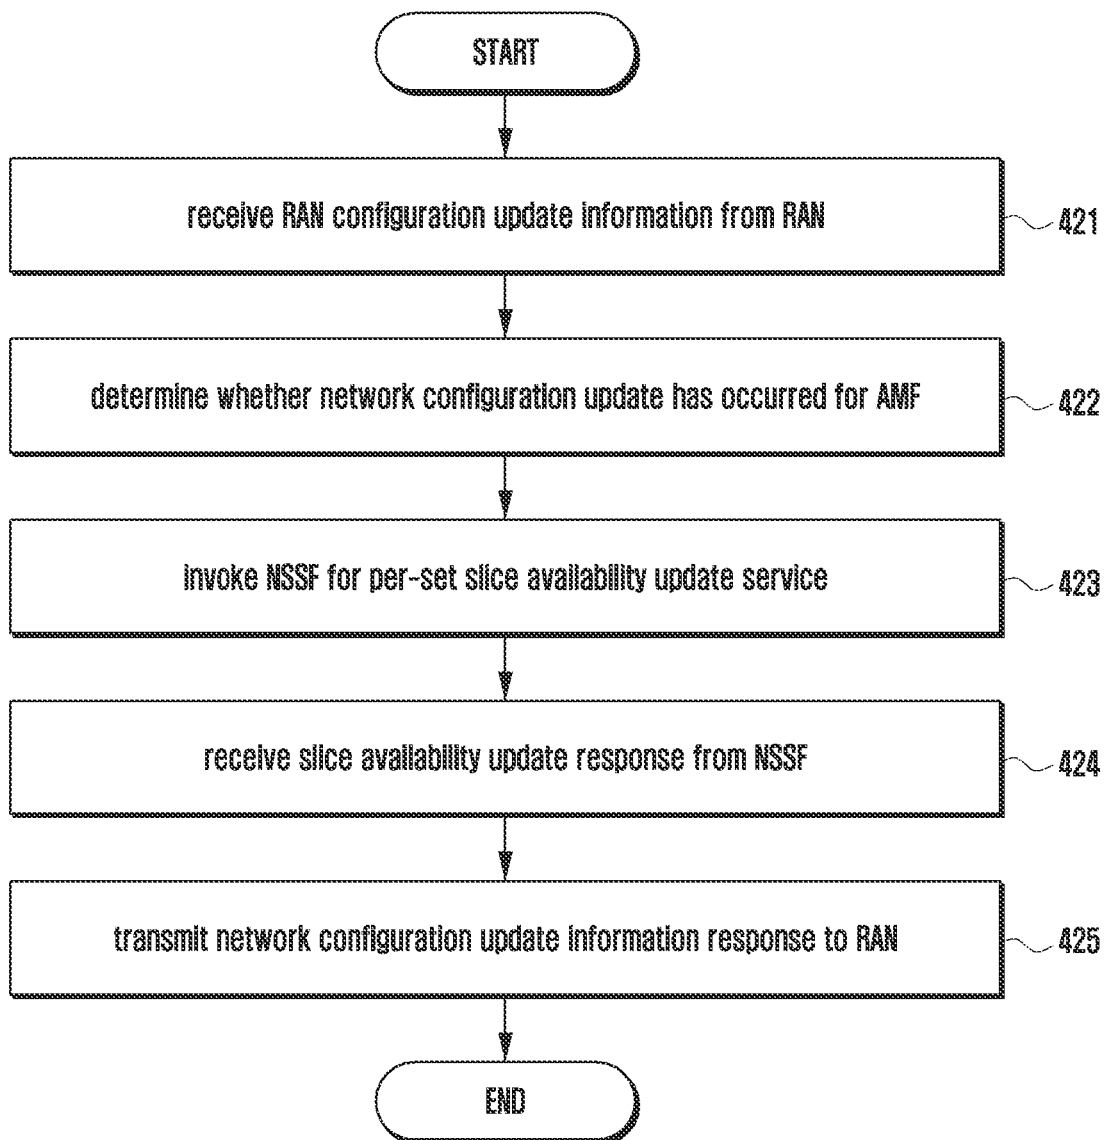 START
receive RAN configuration update information from RAN
421
determine whether network configuration update has occurred for AMF
422
invoke NSSF for per-set slice availability update service
423
receive slice availability update response from NSSF
424
transmit network configuration update information response to RAN
425
END